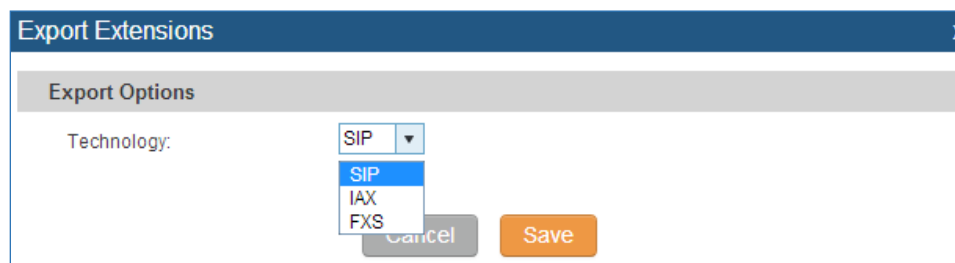 Export Extensions
Export Options
Technology: SIP
SIP
IAX
FXS
Cancel Save